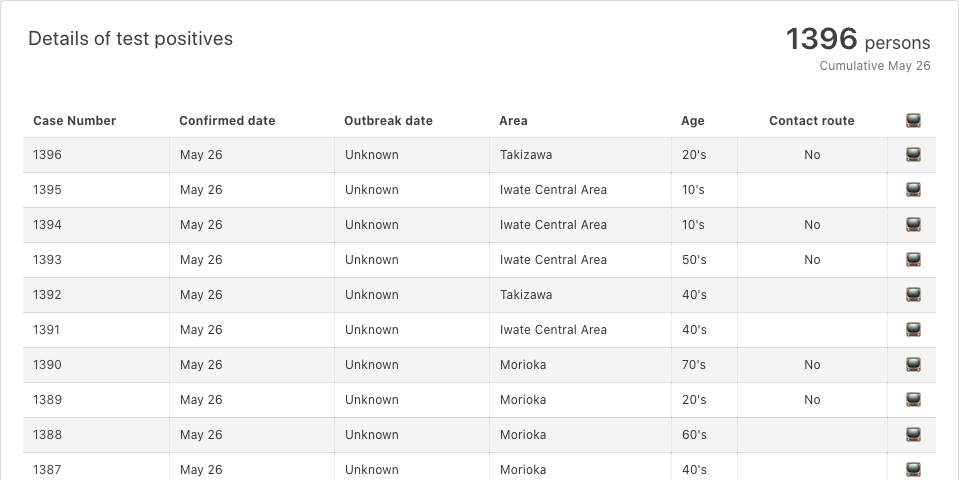 Details of test positives
1396 persons
Cumulative May 26
Case Number Confirmed date Outbreak date Area Age Contact route
1396 May 26 Unknown Takizawa 20's No
1395 May 26 Unknown Iwate Central Area 10's
1394 May 26 Unknown Iwate Central Area 10's No
1393 May 26 Unknown Iwate Central Area 50's No
1392 May 26 Unknown Takizawa 40's
1391 May 26 Unknown Iwate Central Area 40's
1390 May 26 Unknown Morioka 70's No
1389 May 26 Unknown Morioka 20's No
1388 May 26 Unknown Morioka 60's
1387 May 26 Unknown Morioka 40's